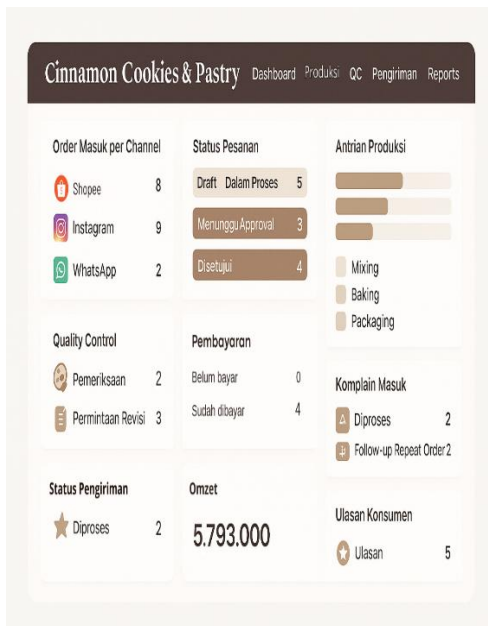 Cinnamon Cookies & Pastry Dashboard Produksi QC Pengiriman Reports
Order Masuk per Channel
Shopee 8
Instagram 9
WhatsApp 2
Status Pesanan
Draft Dalam Proses 5
Menunggu Approval 3
Disetujui 4
Antrian Produksi
Mixing
Baking
Packaging
Quality Control
Pemeriksaan 2
Permintaan Revisi 3
Pembayaran
Belum bayar 0
Sudah dibayar 4
Komplain Masuk
Diproses 2
Follow-up Repeat Order 2
Status Pengiriman
Diproses 2
Omzet
5.793.000
Ulasan Konsumen
Ulasan 5